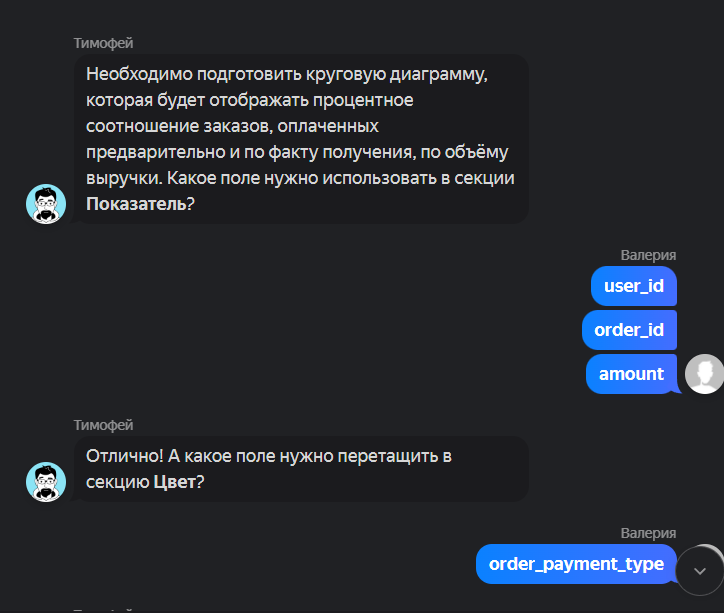 Тимофей
Необходимо подготовить круговую диаграмму,
которая будет отображать процентное
соотношение заказов, оплаченных
предварительно и по факту получения, по объёму
выручки. Какое поле нужно использовать в секции
Показатель?
Валерия
user_id
order_id
amount
Тимофей
Отлично! А какое поле нужно перетащить в
секцию Цвет?
Валерия
order_payment_type